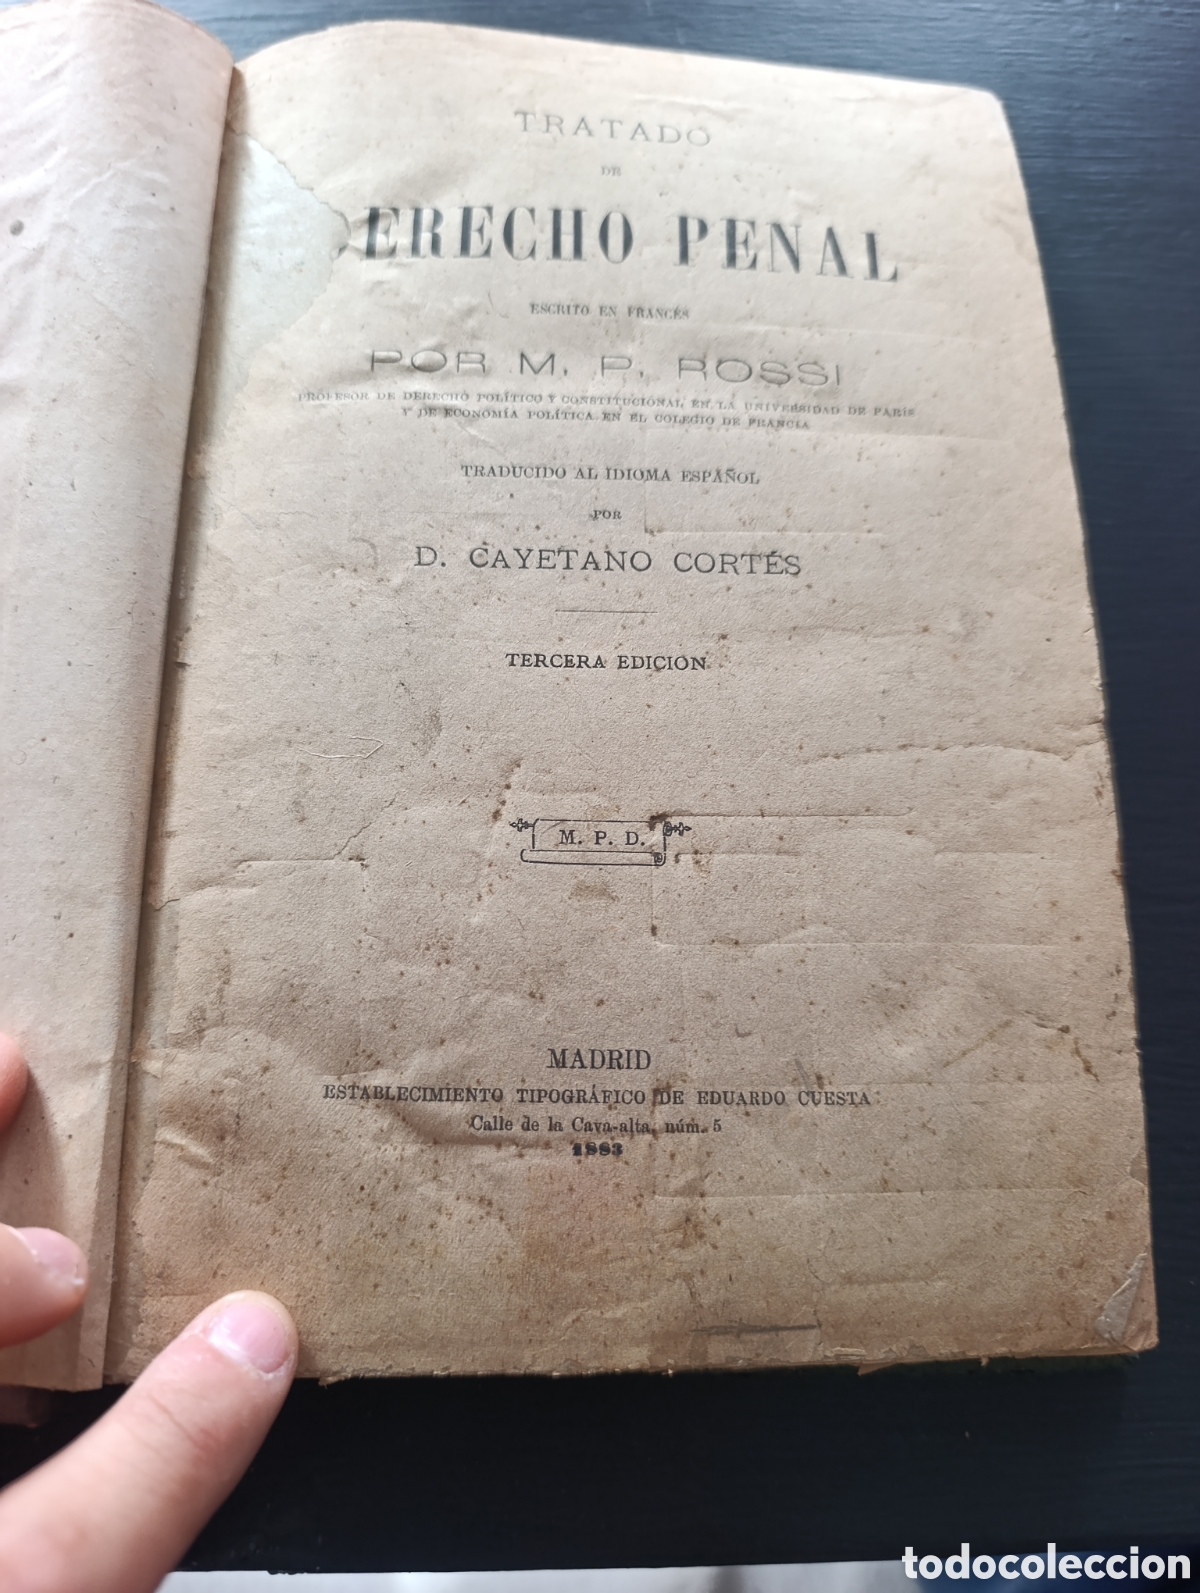 TRATADO
DE
DERECHO PENAL
ESCRITO EN FRANCÉS
POR M. P. ROSSI
PROFESOR DE DERECHO POLÍTICO Y CONSTITUCIONAL EN LA UNIVERSIDAD DE PARÍS
Y DE ECONOMÍA POLÍTICA EN EL COLEGIO DE FRANCIA
TRADUCIDO AL IDIOMA ESPAÑOL
POR
D. CAYETANO CORTÉS
TERCERA EDICION
M. P. D.
MADRID
ESTABLECIMIENTO TIPOGRÁFICO DE EDUARDO CUESTA
Calle de la Cava-alta, núm. 5
1883
todocoleccion